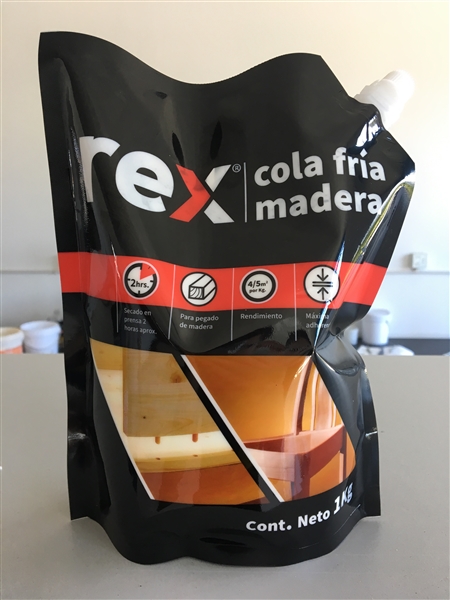 rex®
cola fría
madera
2hrs.
4/5m²
por Kg.
Secado en
prensa 2
horas aprox.
Para pegado
de madera
Rendimiento
Máxima
Cont. Neto 1Kg